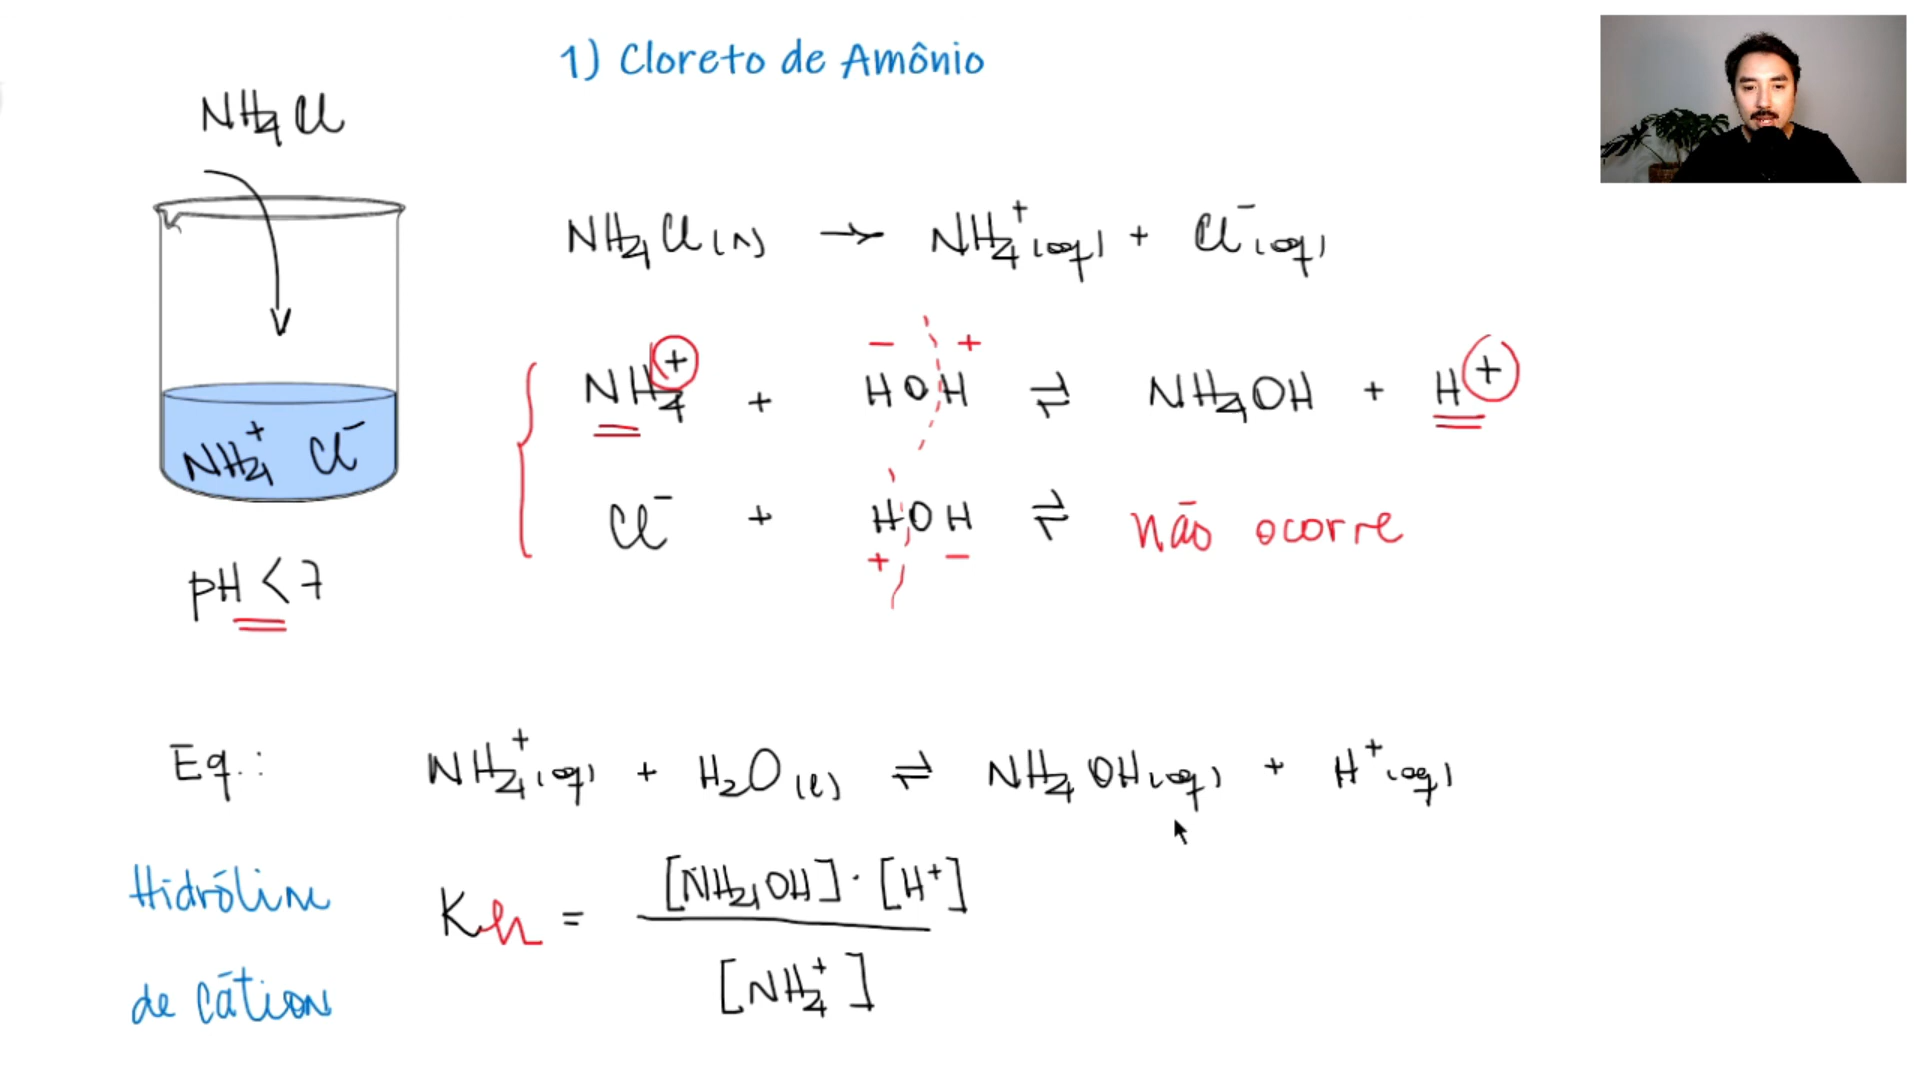 1) Cloreto de Amônio
NH₄Cl
NH₄Cl(s) → NH₄⁺(aq) + Cl⁻(aq)
− +
NH₄⁺ + HOH ⇌ NH₄OH + H⁺
NH₄⁺ Cl⁻
Cl⁻ + HOH ⇌ não ocorre
+ −
pH < 7
Eq.: NH₄⁺(aq) + H₂O(l) ⇌ NH₄OH(aq) + H⁺(aq)
Hidrólise
de cátion
Kh = [NH₄OH] · [H⁺]
[NH₄⁺]